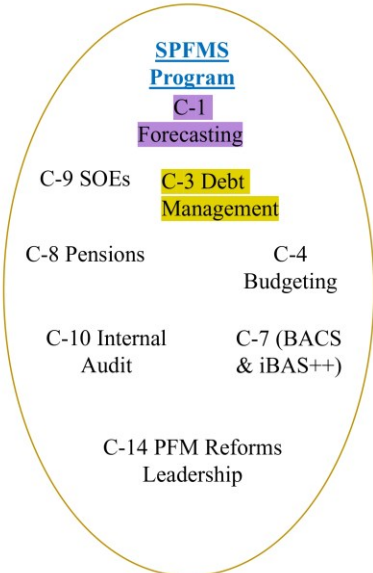 SPFMS
Program
C-1
Forecasting
C-9 SOEs
C-3 Debt
Management
C-8 Pensions
C-4
Budgeting
C-10 Internal
Audit
C-7 (BACS
& iBAS++)
C-14 PFM Reforms
Leadership